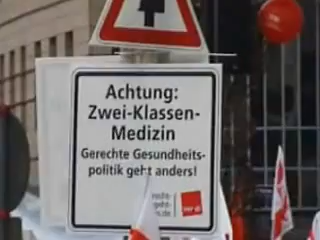 Achtung:
Zwei-Klassen-
Medizin
Gerechte Gesundheits-
politik geht anders!